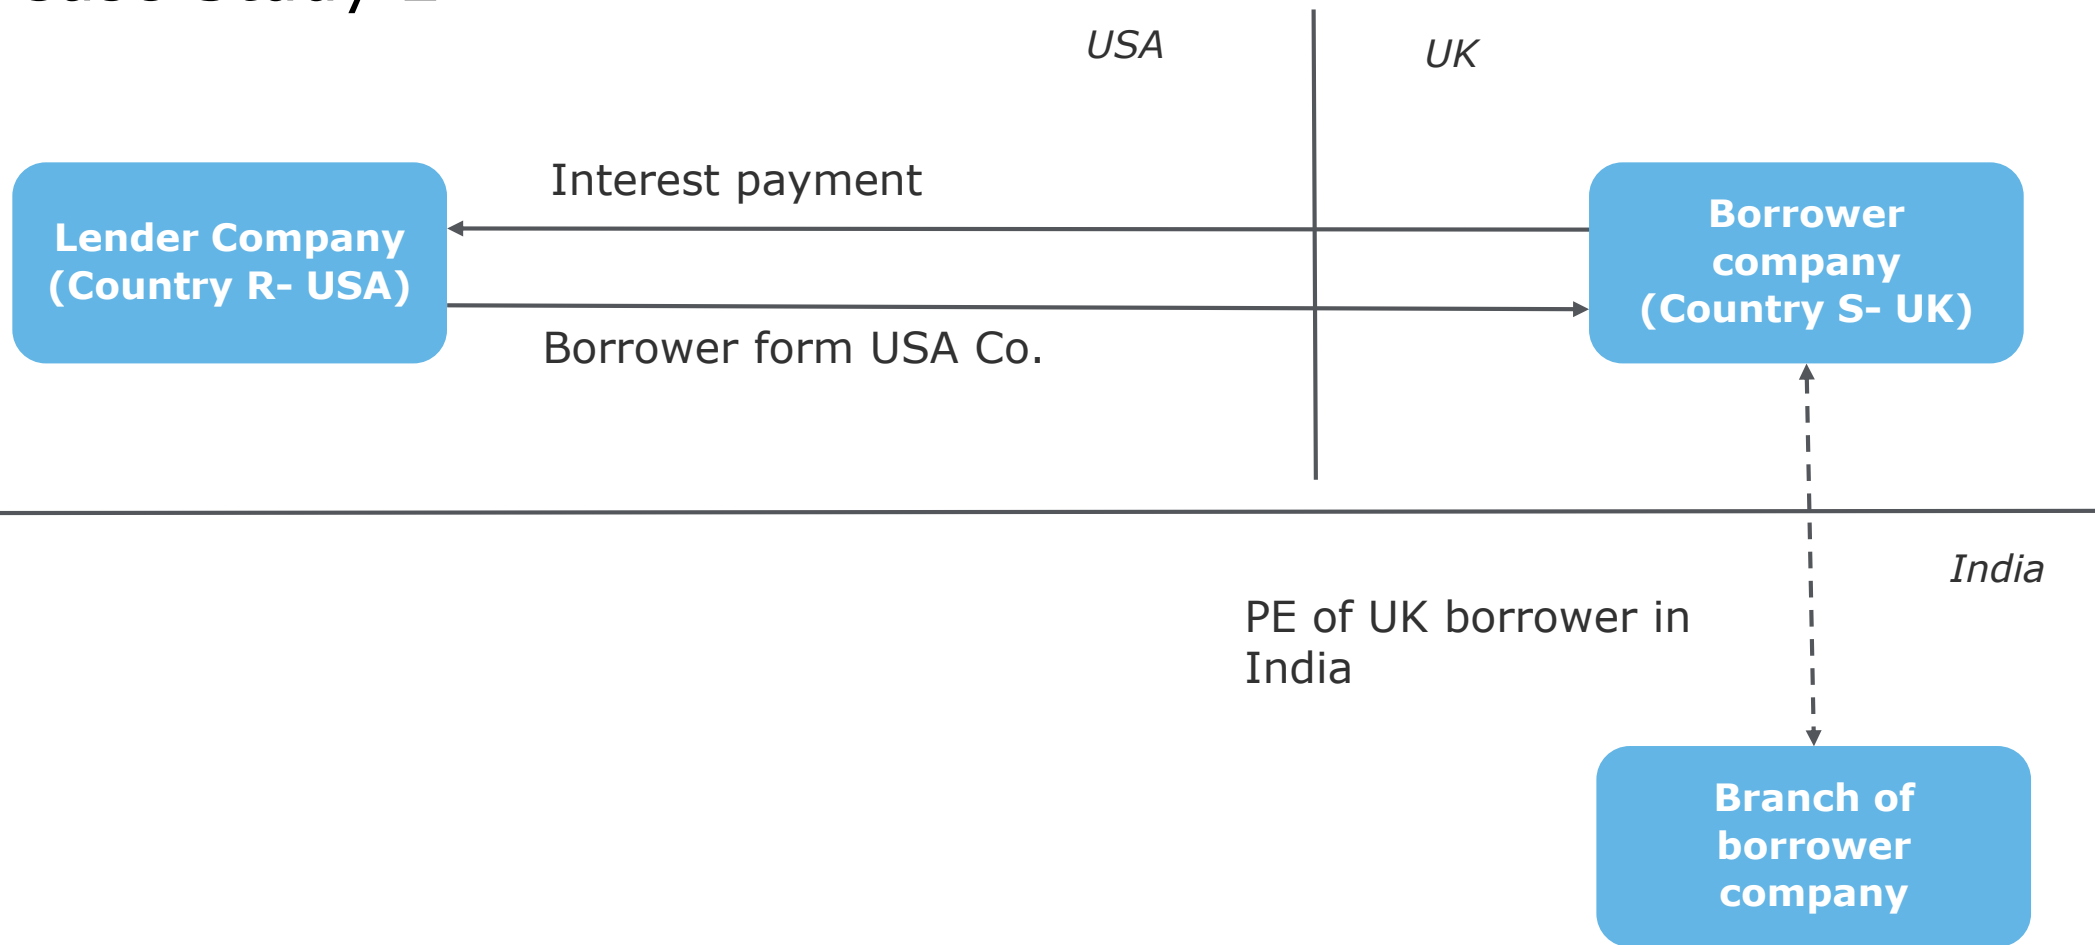 USA
UK
Interest payment
Lender Company
(Country R- USA)
Borrower
company
(Country S- UK)
Borrower form USA Co.
India
PE of UK borrower in
India
Branch of
borrower
company